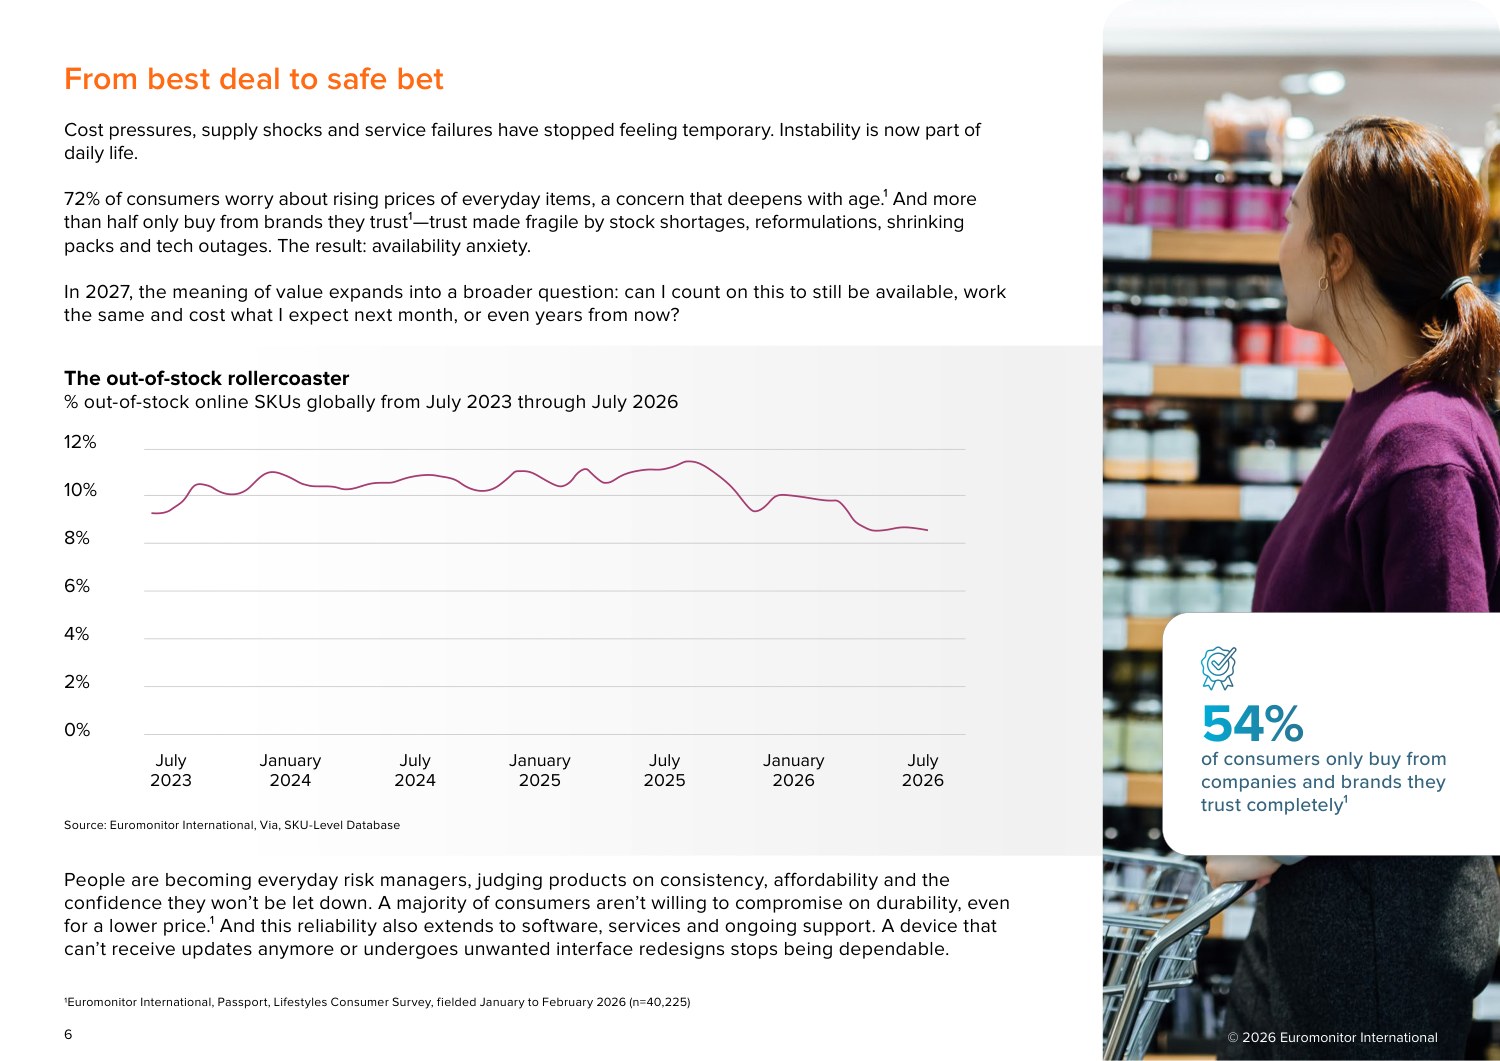 From best deal to safe bet
Cost pressures, supply shocks and service failures have stopped feeling temporary. Instability is now part of
daily life.
72% of consumers worry about rising prices of everyday items, a concern that deepens with age.¹ And more
than half only buy from brands they trust¹—trust made fragile by stock shortages, reformulations, shrinking
packs and tech outages. The result: availability anxiety.
In 2027, the meaning of value expands into a broader question: can I count on this to still be available, work
the same and cost what I expect next month, or even years from now?
The out-of-stock rollercoaster
% out-of-stock online SKUs globally from July 2023 through July 2026
12%
10%
8%
6%
4%
2%
0%
July January July January July January July
2023 2024 2024 2025 2025 2026 2026
Source: Euromonitor International, Via, SKU-Level Database
54%
of consumers only buy from
companies and brands they
trust completely¹
People are becoming everyday risk managers, judging products on consistency, affordability and the
confidence they won’t be let down. A majority of consumers aren’t willing to compromise on durability, even
for a lower price.¹ And this reliability also extends to software, services and ongoing support. A device that
can’t receive updates anymore or undergoes unwanted interface redesigns stops being dependable.
¹Euromonitor International, Passport, Lifestyles Consumer Survey, fielded January to February 2026 (n=40,225)
6
© 2026 Euromonitor International